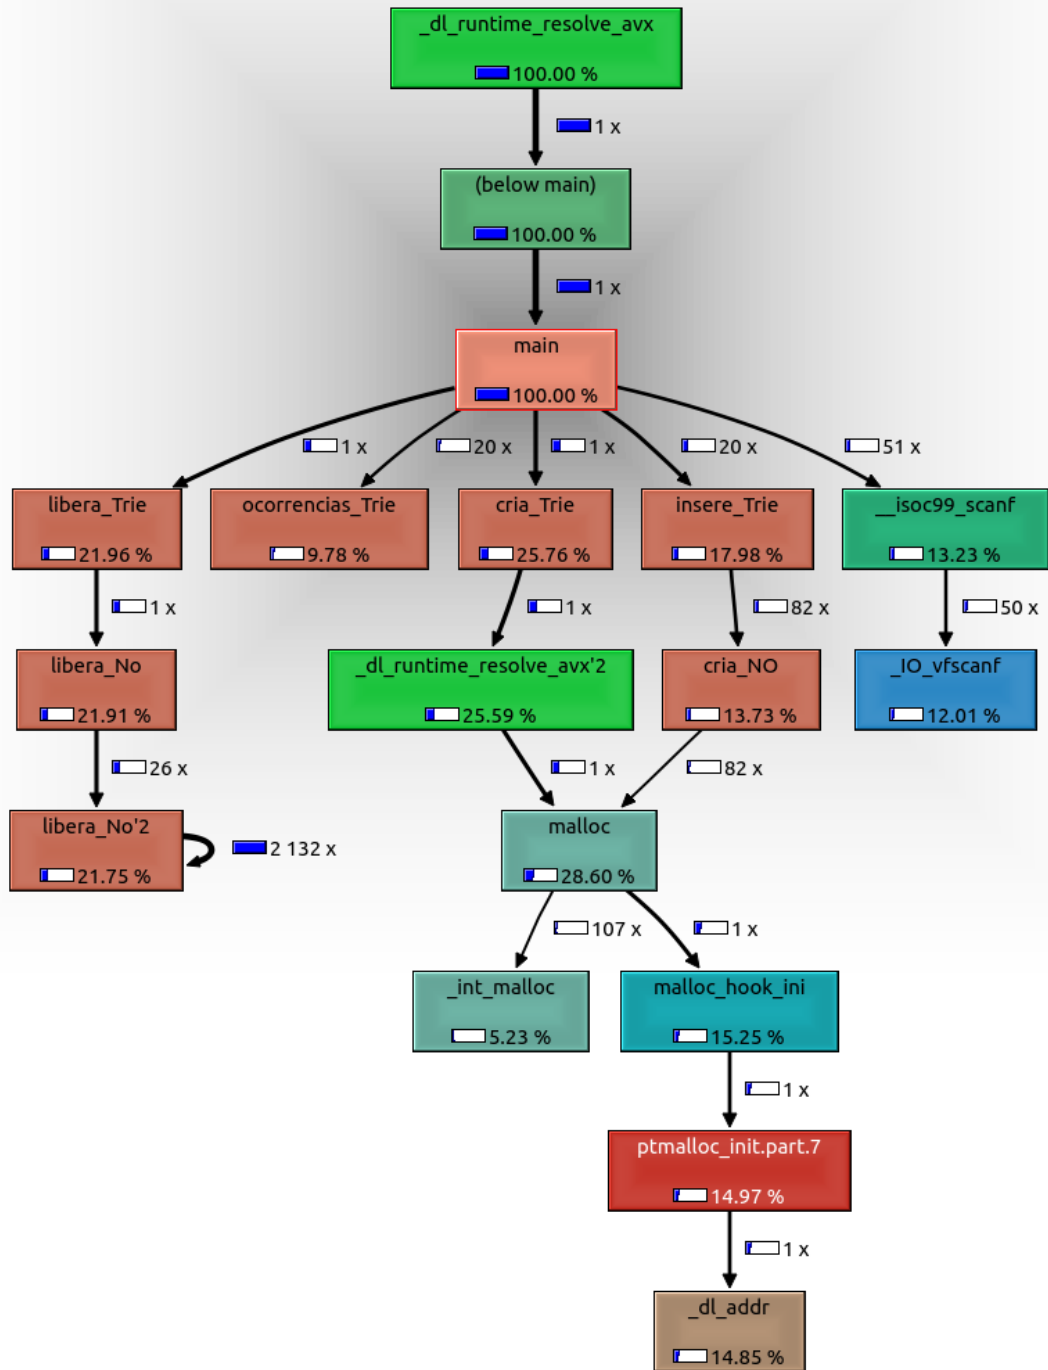 _dl_runtime_resolve_avx
100.00 %
1 x
(below main)
100.00 %
1 x
main
100.00 %
1 x
20 x
1 x
20 x
51 x
libera_Trie
21.96 %
ocorrencias_Trie
9.78 %
cria_Trie
25.76 %
insere_Trie
17.98 %
__isoc99_scanf
13.23 %
1 x
1 x
82 x
50 x
libera_No
21.91 %
_dl_runtime_resolve_avx'2
25.59 %
cria_NO
13.73 %
_IO_vfscanf
12.01 %
26 x
1 x
82 x
libera_No'2
21.75 %
2 132 x
malloc
28.60 %
107 x
1 x
_int_malloc
5.23 %
malloc_hook_ini
15.25 %
1 x
ptmalloc_init.part.7
14.97 %
1 x
_dl_addr
14.85 %